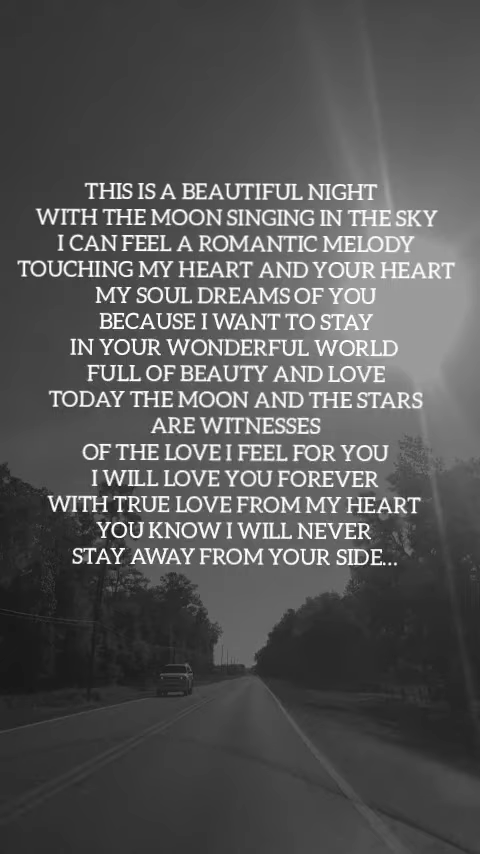 THIS IS A BEAUTIFUL NIGHT
WITH THE MOON SINGING IN THE SKY
I CAN FEEL A ROMANTIC MELODY
TOUCHING MY HEART AND YOUR HEART
MY SOUL DREAMS OF YOU
BECAUSE I WANT TO STAY
IN YOUR WONDERFUL WORLD
FULL OF BEAUTY AND LOVE
TODAY THE MOON AND THE STARS
ARE WITNESSES
OF THE LOVE I FEEL FOR YOU
I WILL LOVE YOU FOREVER
WITH TRUE LOVE FROM MY HEART
YOU KNOW I WILL NEVER
STAY AWAY FROM YOUR SIDE...